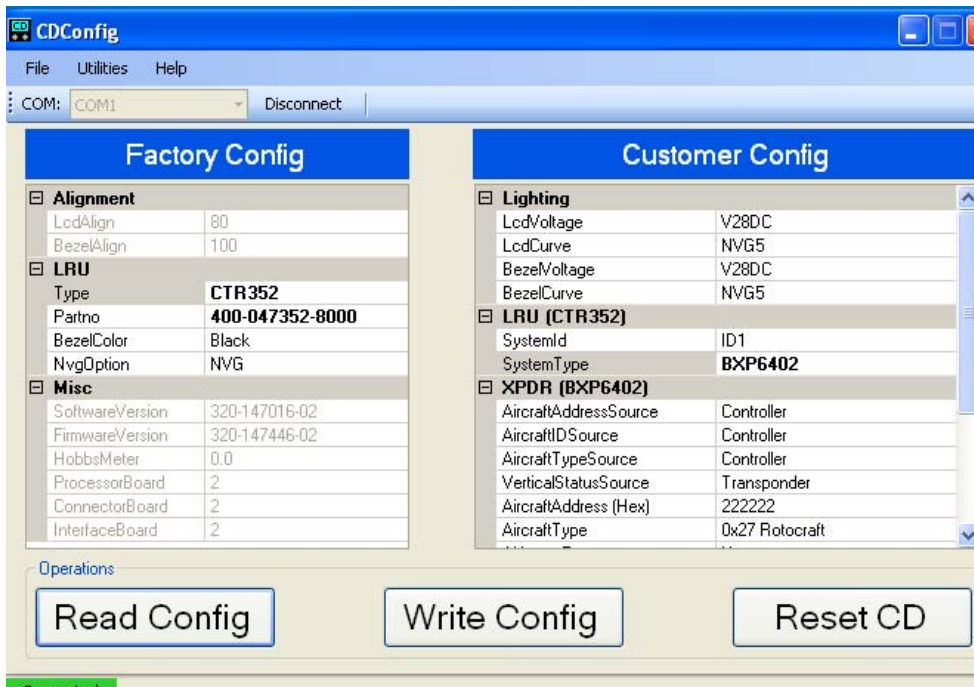 CD
CDConfig
File Utilities Help
COM: COM1 Disconnect
Factory Config
Alignment
LcdAlign 80
BezelAlign 100
LRU
Type CTR352
Partno 400-047352-8000
BezelColor Black
NvgOption NVG
Misc
SoftwareVersion 320-147016-02
FirmwareVersion 320-147446-02
HobbsMeter 0.0
ProcessorBoard 2
ConnectorBoard 2
InterfaceBoard 2
Customer Config
Lighting
LcdVoltage V28DC
LcdCurve NVG5
BezelVoltage V28DC
BezelCurve NVG5
LRU (CTR352)
SystemId ID1
SystemType BXP6402
XPDR (BXP6402)
AircraftAddressSource Controller
AircraftIDSource Controller
AircraftTypeSource Controller
VerticalStatusSource Transponder
AircraftAddress (Hex) 222222
AircraftType 0x27 Rotocraft
Operations
Read Config Write Config Reset CD